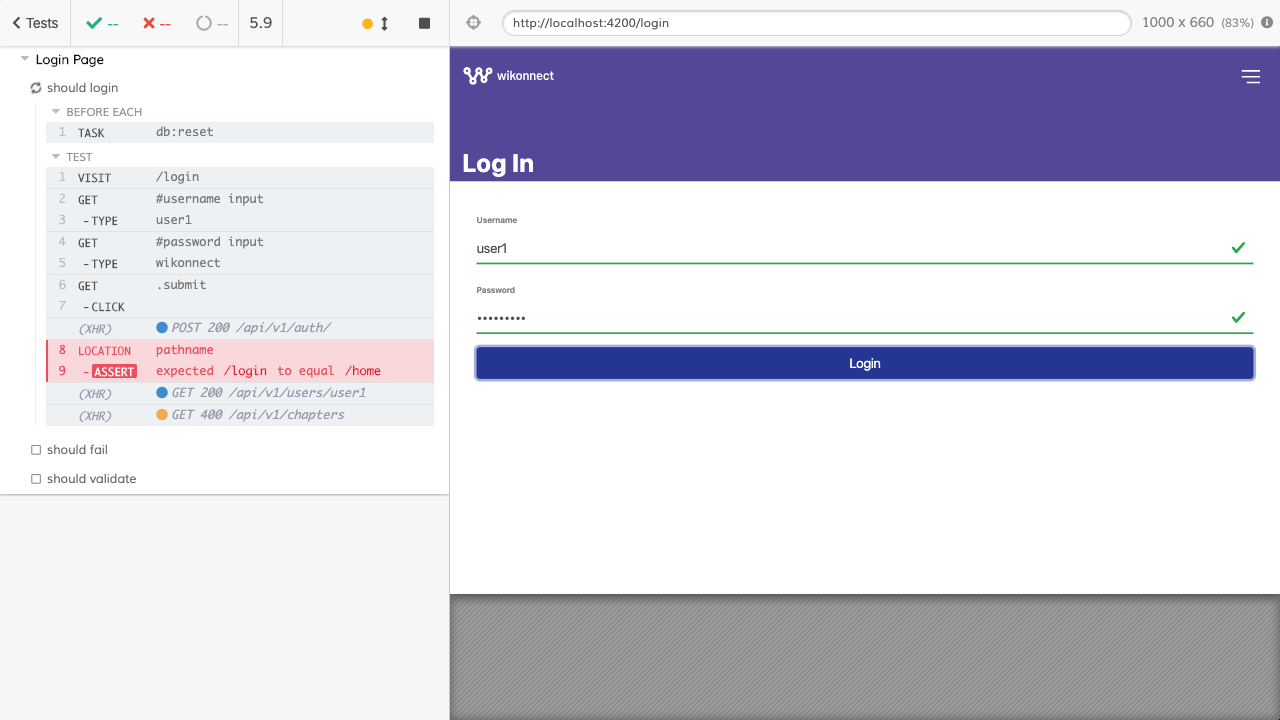 Tests
--
--
--
5.9
http://localhost:4200/login
1000 x 660 (83%)
Login Page
should login
BEFORE EACH
1 TASK db:reset
TEST
1 VISIT /login
2 GET #username input
3 -TYPE user1
4 GET #password input
5 -TYPE wikonnect
6 GET .submit
7 -CLICK
(XHR) POST 200 /api/v1/auth/
8 LOCATION pathname
9 -ASSERT expected /login to equal /home
(XHR) GET 200 /api/v1/users/user1
(XHR) GET 400 /api/v1/chapters
should fail
should validate
wikonnect
Log In
Username
user1
Password
•••••••••
Login